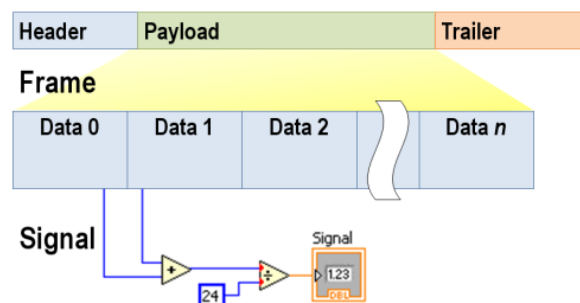 Header Payload Trailer
Frame
Data 0 Data 1 Data 2 Data n
Signal
Signal
+ ÷ 1.23
24 DBL